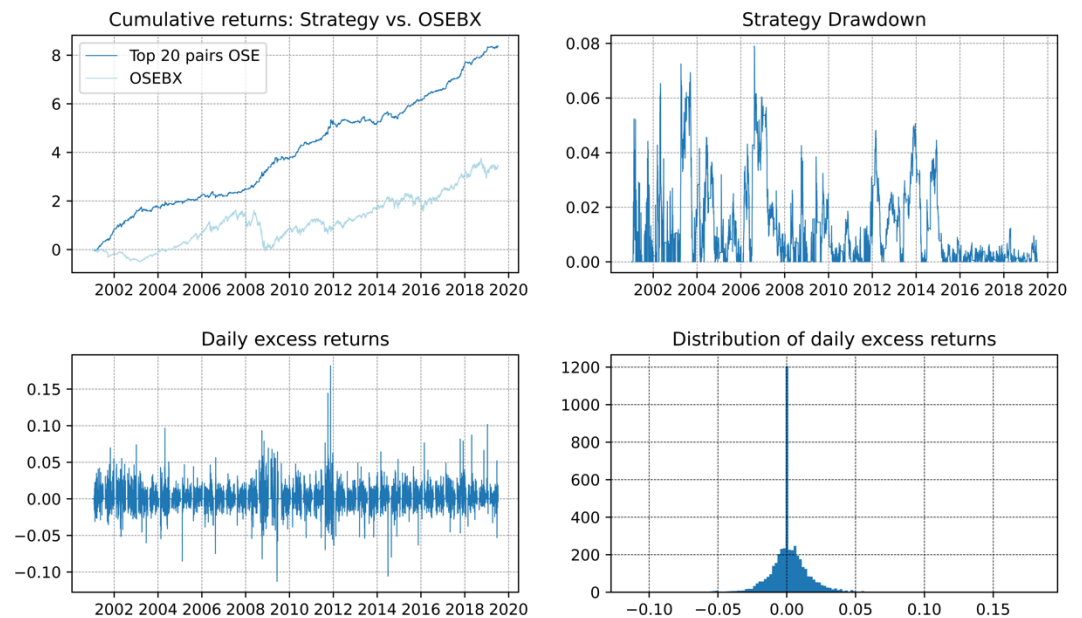 Cumulative returns: Strategy vs. OSEBX
8
6
4
2
0
Top 20 pairs OSE
OSEBX
2002 2004 2006 2008 2010 2012 2014 2016 2018 2020
Strategy Drawdown
0.08
0.06
0.04
0.02
0.00
2002 2004 2006 2008 2010 2012 2014 2016 2018 2020
Daily excess returns
0.15
0.10
0.05
0.00
−0.05
−0.10
2002 2004 2006 2008 2010 2012 2014 2016 2018 2020
Distribution of daily excess returns
1200
1000
800
600
400
200
0
−0.10 −0.05 0.00 0.05 0.10 0.15